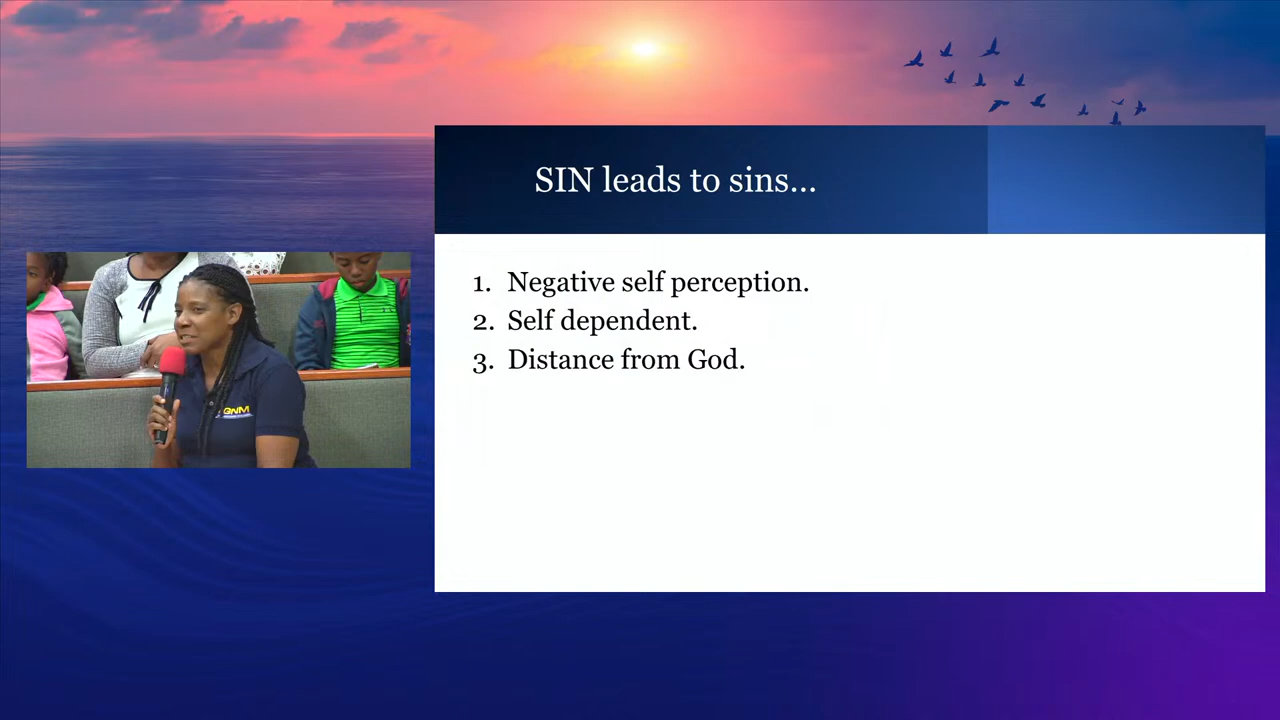 SIN leads to sins...
1. Negative self perception.
2. Self dependent.
3. Distance from God.
GNM